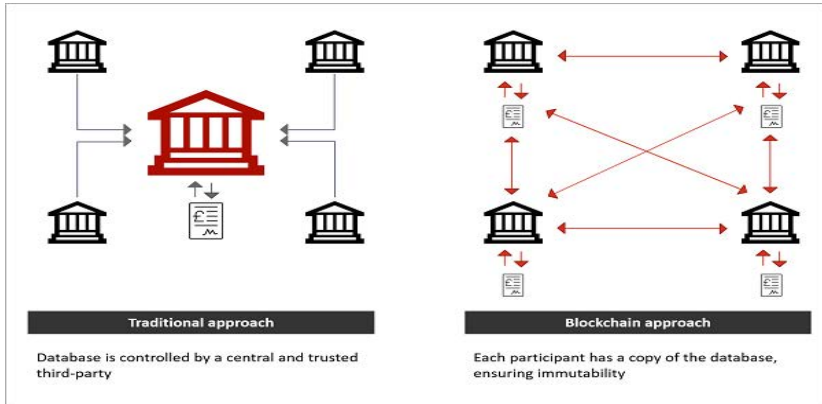 £
£
£
£
£
Traditional approach
Blockchain approach
Database is controlled by a central and trusted
third-party
Each participant has a copy of the database,
ensuring immutability